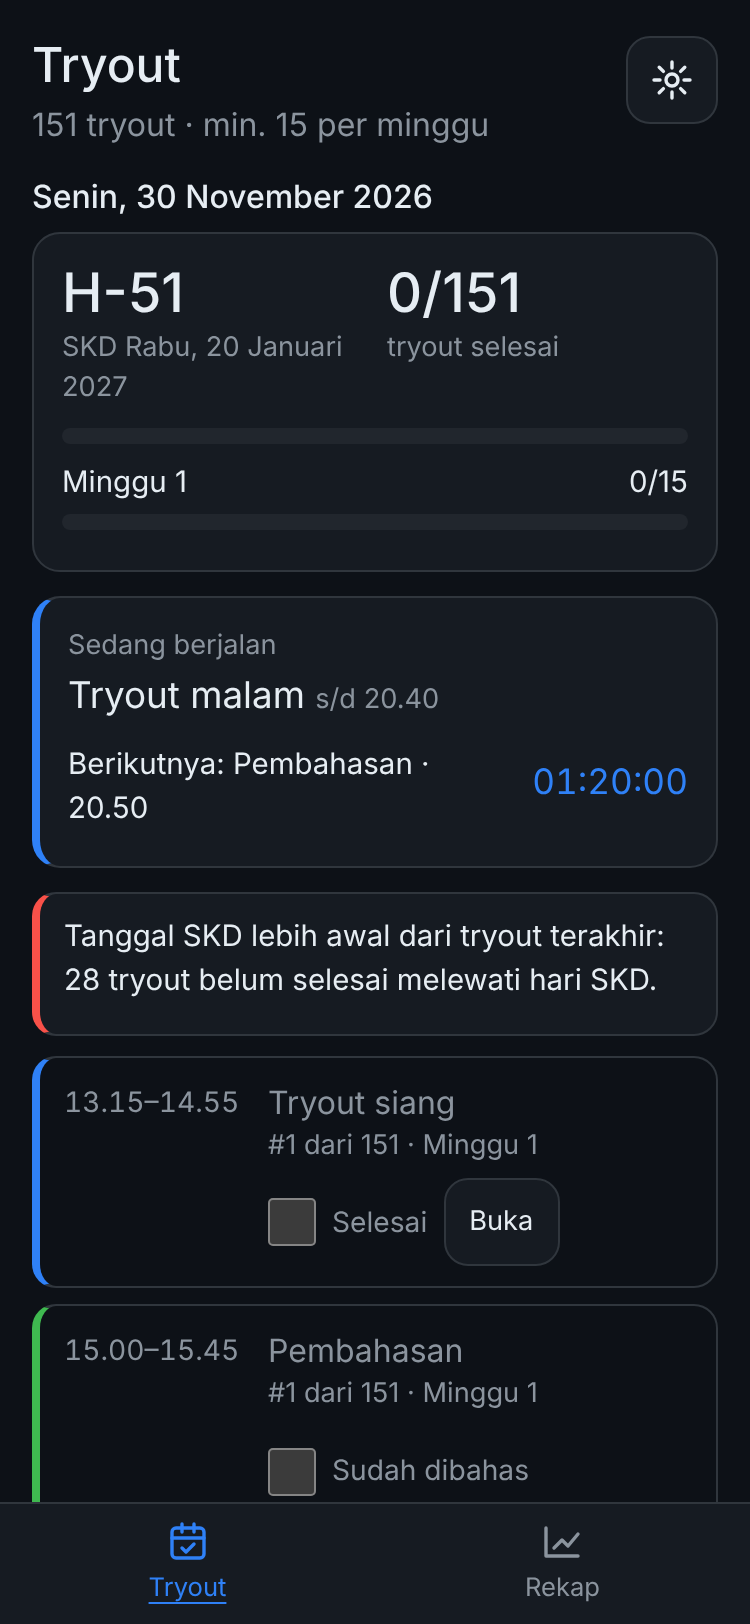 Tryout
151 tryout · min. 15 per minggu
Senin, 30 November 2026
H-51
SKD Rabu, 20 Januari
2027
0/151
tryout selesai
Minggu 1
0/15
Sedang berjalan
Tryout malam s/d 20.40
Berikutnya: Pembahasan ·
20.50
01:20:00
Tanggal SKD lebih awal dari tryout terakhir:
28 tryout belum selesai melewati hari SKD.
13.15–14.55
Tryout siang
#1 dari 151 · Minggu 1
Selesai
Buka
15.00–15.45
Pembahasan
#1 dari 151 · Minggu 1
Sudah dibahas
Tryout
Rekap